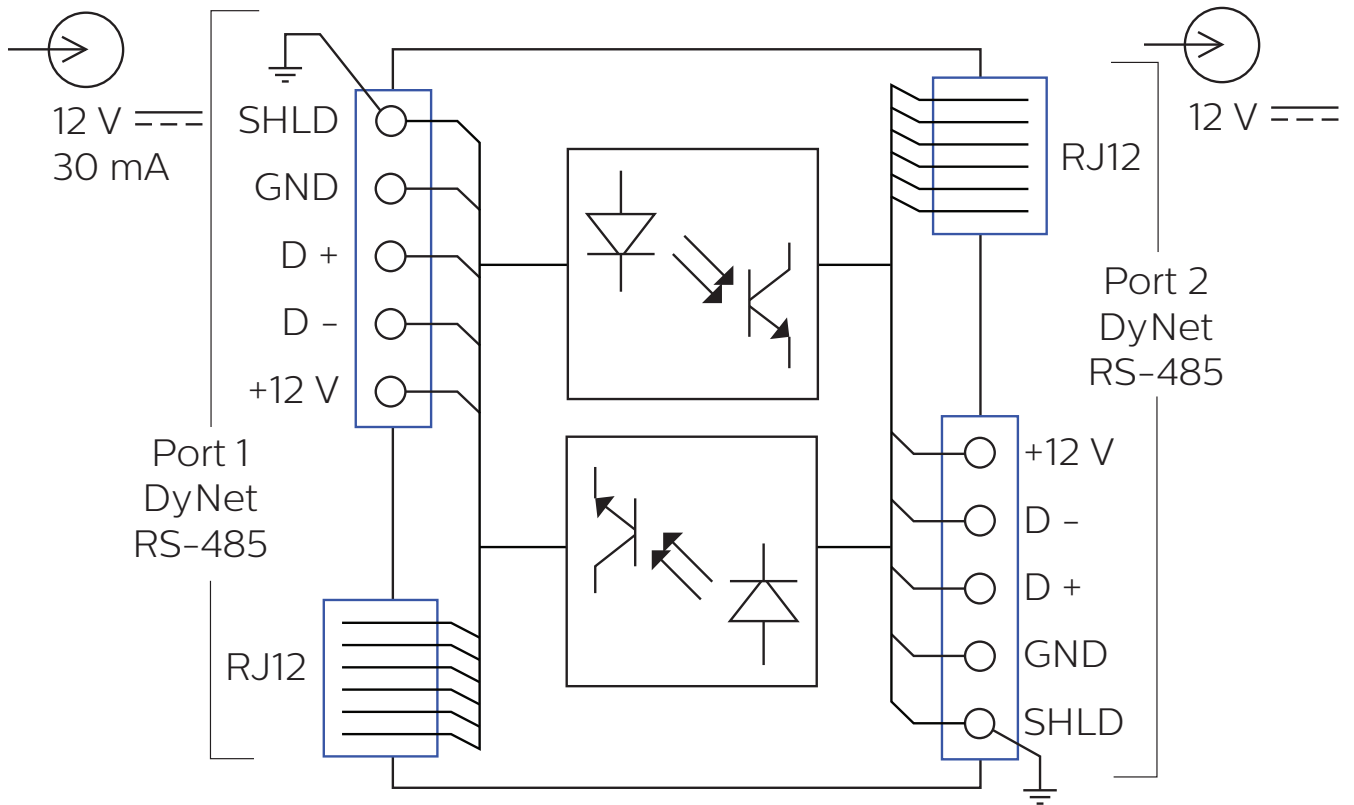 12 V
30 mA
SHLD
GND
D +
D -
+12 V
Port 1
DyNet
RS-485
RJ12
12 V
RJ12
Port 2
DyNet
RS-485
+12 V
D -
D +
GND
SHLD